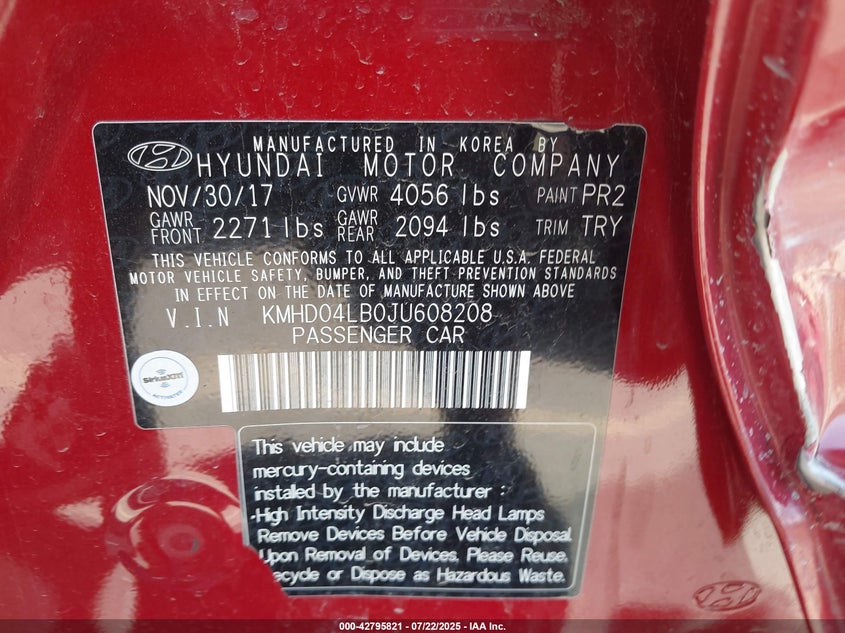 MANUFACTURED IN KOREA BY
HYUNDAI MOTOR COMPANY
NOV/30/17 GVWR 4056 lbs PAINT PR2
GAWR FRONT 2271 lbs GAWR REAR 2094 lbs TRIM TRY
THIS VEHICLE CONFORMS TO ALL APPLICABLE U.S.A. FEDERAL
MOTOR VEHICLE SAFETY, BUMPER, AND THEFT PREVENTION STANDARDS
IN EFFECT ON THE DATE OF MANUFACTURE SHOWN ABOVE
V.I.N KMHD04LB0JU608208
PASSENGER CAR
SiriusXM
ACTIVATED
This vehicle may include
mercury-containing devices
installed by the manufacturer :
-High Intensity Discharge Head Lamps
Remove Devices Before Vehicle Disposal.
Upon Removal of Devices. Please Reuse.
ecycle or Dispose as Hazardous Waste.
000-42795821 - 07/22/2025 - IAA Inc.